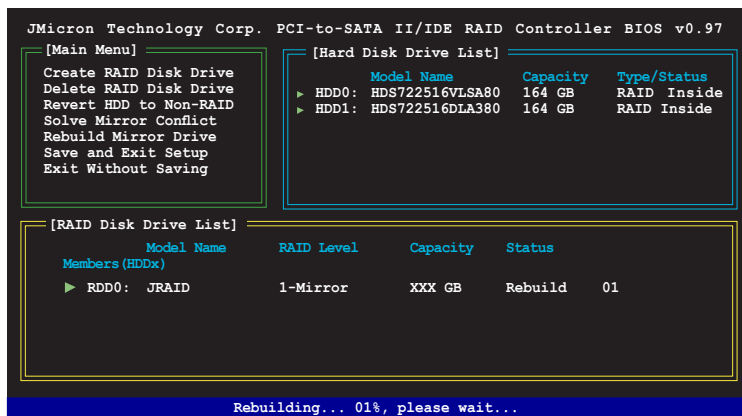 JMicron Technology Corp. PCI-to-SATA II/IDE RAID Controller BIOS v0.97
[Main Menu]
Create RAID Disk Drive
Delete RAID Disk Drive
Revert HDD to Non-RAID
Solve Mirror Conflict
Rebuild Mirror Drive
Save and Exit Setup
Exit Without Saving
[Hard Disk Drive List]
Model Name Capacity Type/Status
HDD0: HDS722516VLSA80 164 GB RAID Inside
HDD1: HDS722516DLA380 164 GB RAID Inside
[RAID Disk Drive List]
Model Name RAID Level Capacity Status
Members(HDDx)
RDD0: JRAID 1-Mirror XXX GB Rebuild 01
Rebuilding... 01%, please wait...